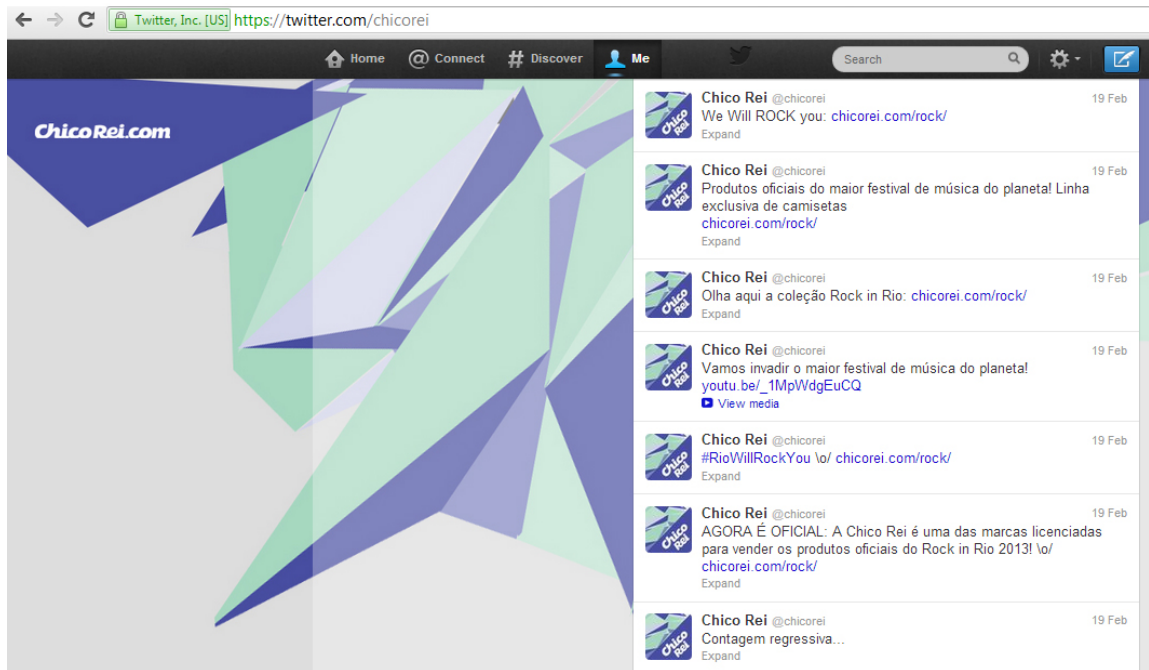 Twitter, Inc. [US] https://twitter.com/chicorei
Home @ Connect # Discover Me Search
ChicoRei.com
Chico Rei @chicorei 19 Feb
We Will ROCK you: chicorei.com/rock/
Expand
Chico Rei @chicorei 19 Feb
Produtos oficiais do maior festival de música do planeta! Linha
exclusiva de camisetas
chicorei.com/rock/
Expand
Chico Rei @chicorei 19 Feb
Olha aqui a coleção Rock in Rio: chicorei.com/rock/
Expand
Chico Rei @chicorei 19 Feb
Vamos invadir o maior festival de música do planeta!
youtu.be/_1MpWdgEuCQ
View media
Chico Rei @chicorei 19 Feb
#RioWillRockYou \o/ chicorei.com/rock/
Expand
Chico Rei @chicorei 19 Feb
AGORA É OFICIAL: A Chico Rei é uma das marcas licenciadas
para vender os produtos oficiais do Rock in Rio 2013! \o/
chicorei.com/rock/
Expand
Chico Rei @chicorei 19 Feb
Contagem regressiva...
Expand